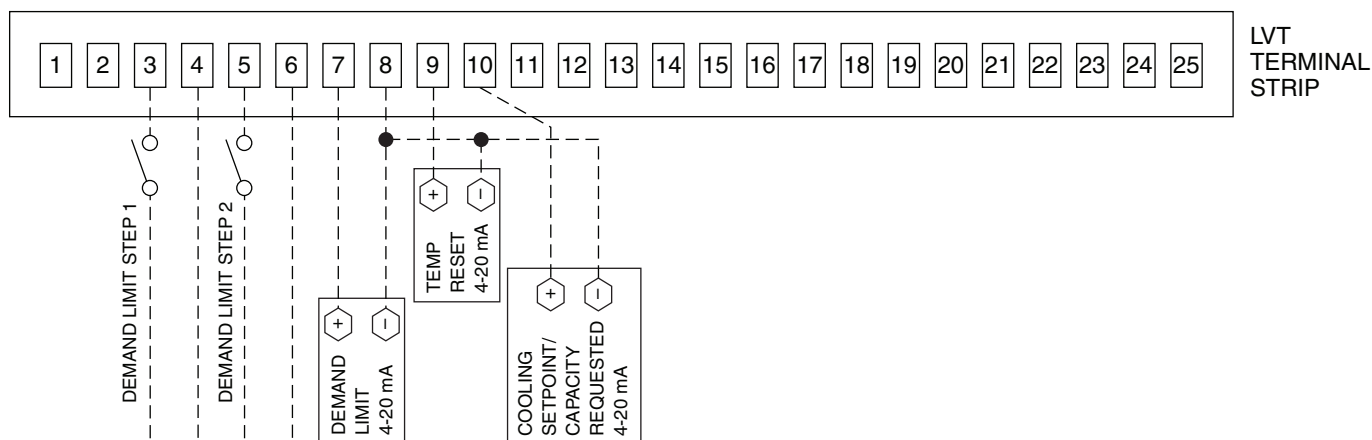 1 2 3 4 5 6 7 8 9 10 11 12 13 14 15 16 17 18 19 20 21 22 23 24 25
LVT
TERMINAL
STRIP
DEMAND LIMIT STEP 1
DEMAND LIMIT STEP 2
+ −
DEMAND
LIMIT
4-20 mA
+ −
TEMP
RESET
4-20 mA
+ −
COOLING
SETPOINT/
CAPACITY
REQUESTED
4-20 mA